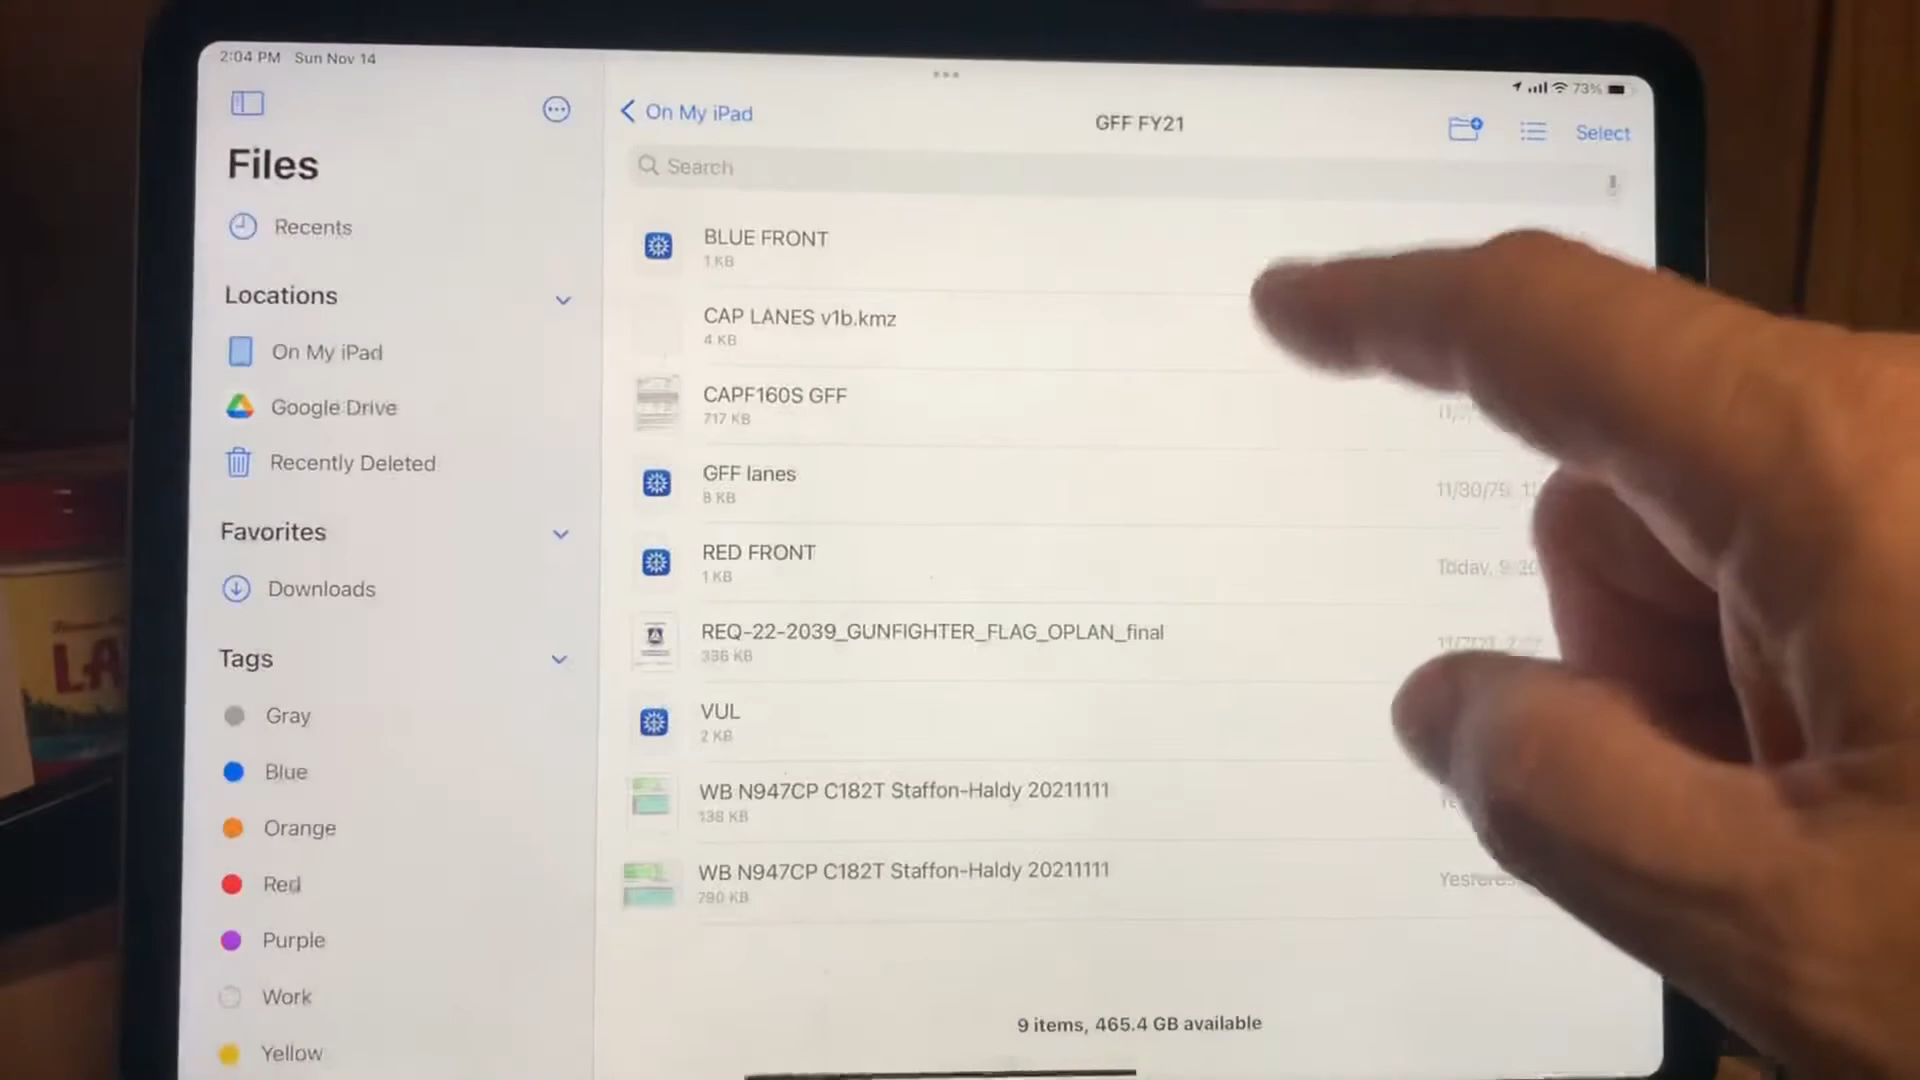 2:04 PM Sun Nov 14
73%
Files
Recents
Locations
On My iPad
Google Drive
Recently Deleted
Favorites
Downloads
Tags
Gray
Blue
Orange
Red
Purple
Work
Yellow
On My iPad
GFF FY21
Select
Search
BLUE FRONT
1 KB
CAP LANES v1b.kmz
4 KB
CAPF160S GFF
717 KB
GFF lanes
8 KB
11/30/79,
RED FRONT
1 KB
Today,
REQ-22-2039_GUNFIGHTER_FLAG_OPLAN_final
336 KB
VUL
2 KB
WB N947CP C182T Staffon-Haldy 20211111
138 KB
WB N947CP C182T Staffon-Haldy 20211111
790 KB
9 items, 465.4 GB available